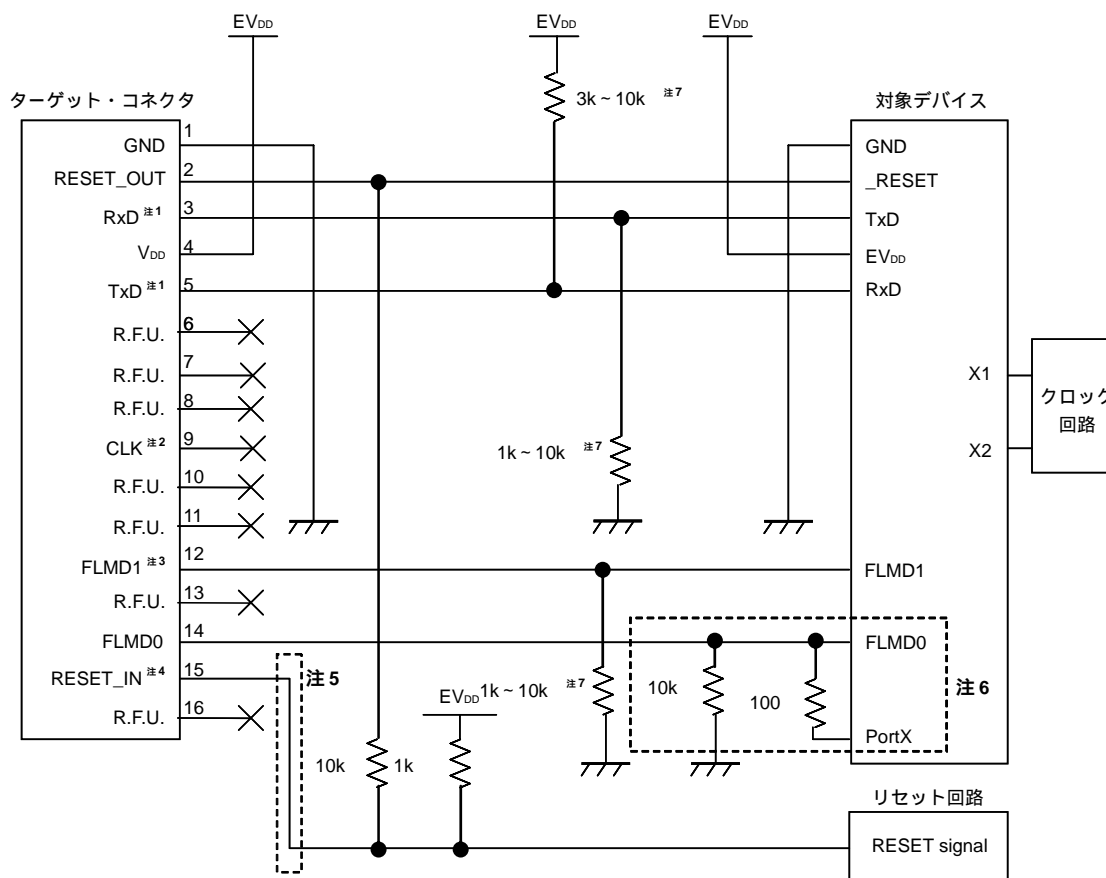 EVDD
EVDD
EVDD
3k ~ 10k 注7
ターゲット・コネクタ
対象デバイス
GND 1
RESET_OUT 2
RxD 注1 3
VDD 4
TxD 注1 5
R.F.U. 6
R.F.U. 7
R.F.U. 8
CLK 注2 9
R.F.U. 10
R.F.U. 11
FLMD1 注3 12
R.F.U. 13
FLMD0 14
RESET_IN 注4 15
R.F.U. 16
GND
_RESET
TxD
EVDD
RxD
X1
X2
クロック
回路
1k ~ 10k 注7
FLMD1
FLMD0
PortX
注5
EVDD
1k ~ 10k 注7
10k
100
注6
10k
1k
リセット回路
RESET signal